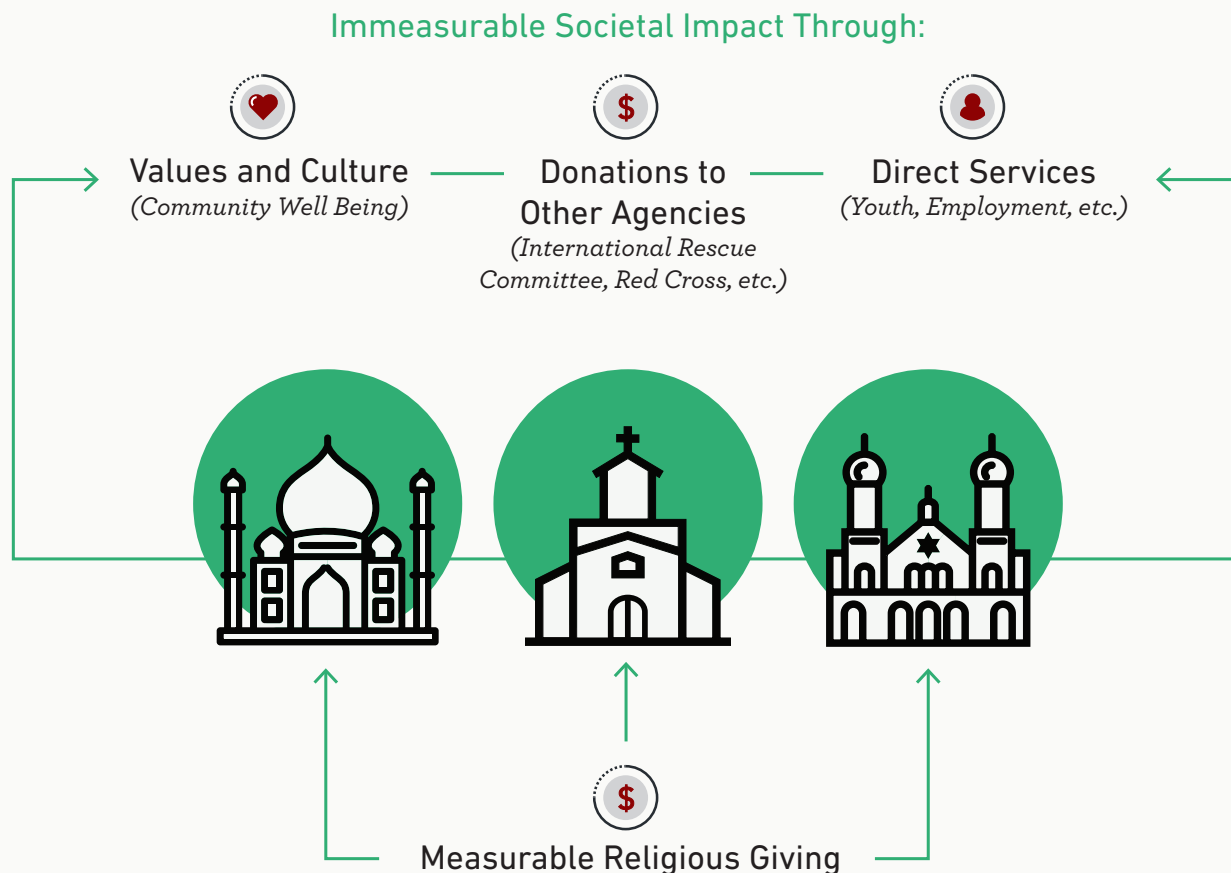 Immeasurable Societal Impact Through:
$
Values and Culture
(Community Well Being)
Donations to
Other Agencies
(International Rescue
Committee, Red Cross, etc.)
Direct Services
(Youth, Employment, etc.)
$
Measurable Religious Giving